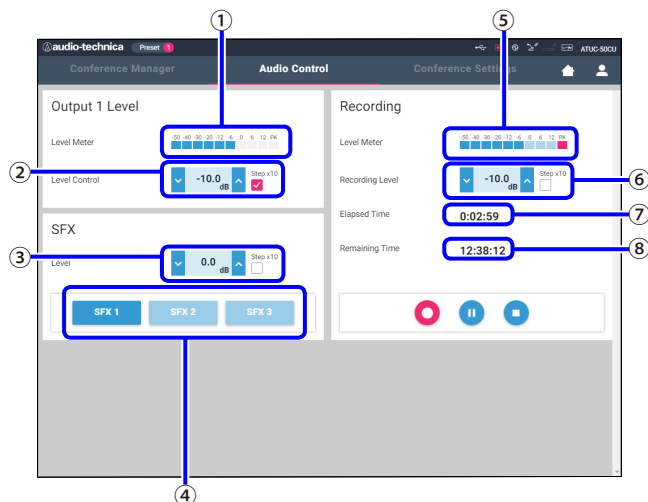 ① ⑤
audio-technica Preset 1 ATUC-50CU
Conference Manager Audio Control Conference Settings
Output 1 Level
Level Meter -50 -40 -30 -20 -12 -6 0 6 12 PK
② Level Control -10.0 dB Step x10
SFX
③ Level 0.0 dB Step x10
SFX 1 SFX 2 SFX 3
④
Recording
Level Meter -50 -40 -30 -20 -12 -6 0 6 12 PK
Recording Level -10.0 dB Step x10 ⑥
Elapsed Time 0:02:59 ⑦
Remaining Time 12:38:12 ⑧